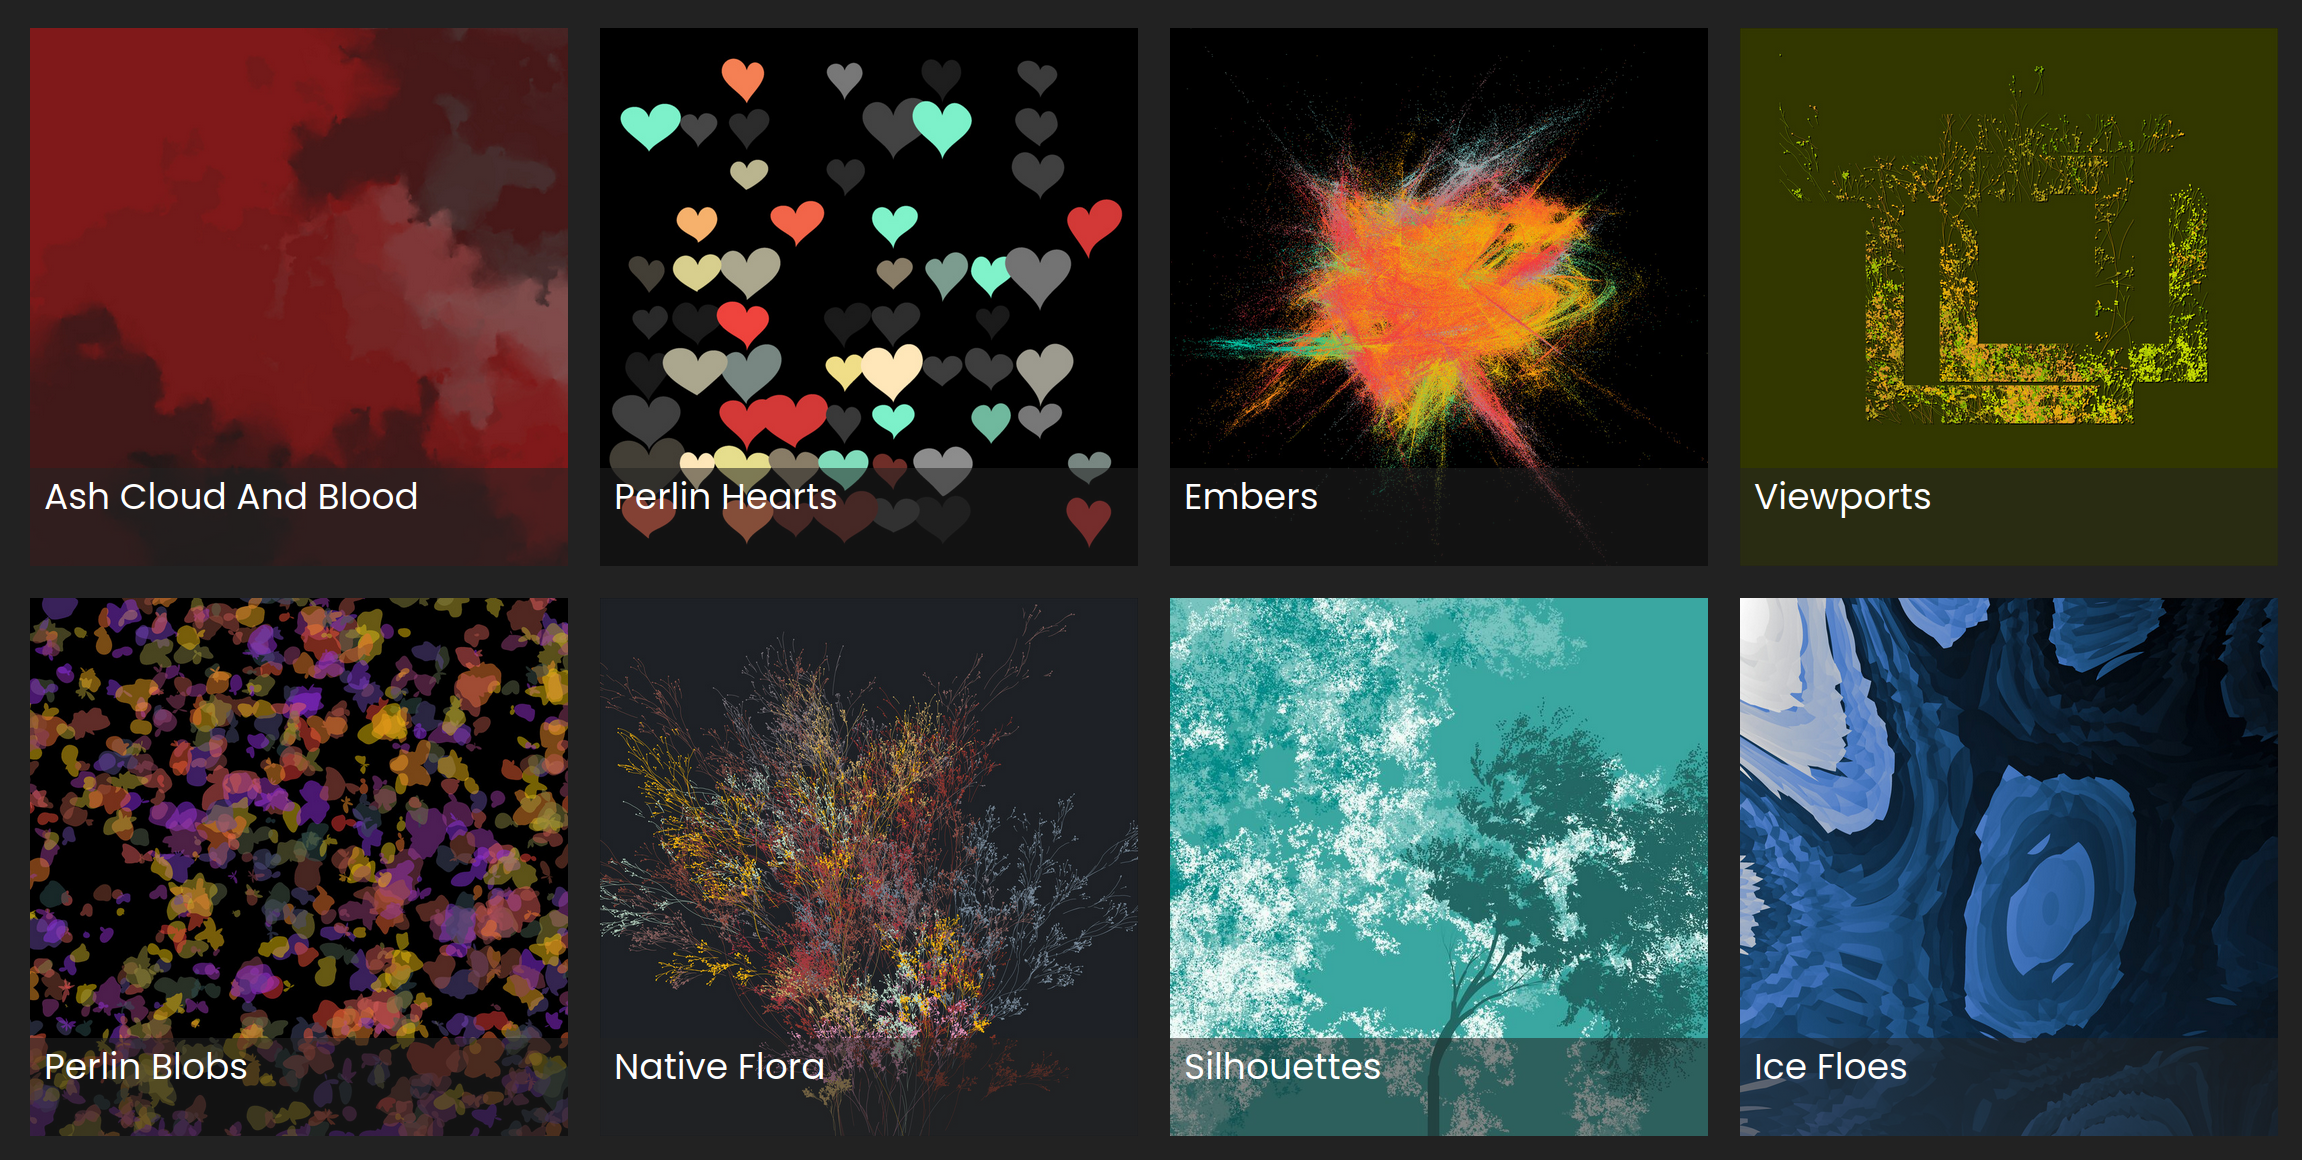 Ash Cloud And Blood
Perlin Hearts
Embers
Viewports
Perlin Blobs
Native Flora
Silhouettes
Ice Floes